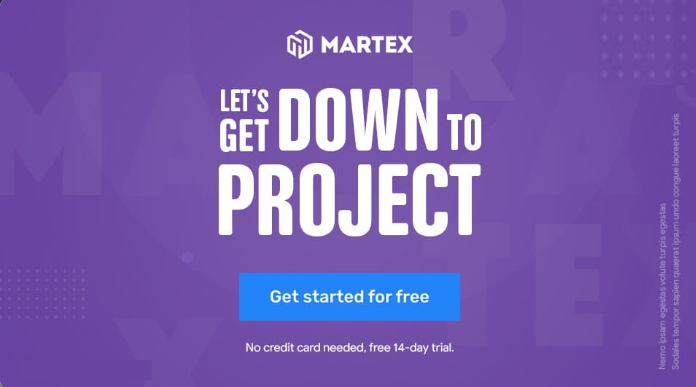 MARTEX
LET'S
GET DOWN TO
PROJECT
Get started for free
No credit card needed, free 14-day trial.
Nemo ipsam egestas volute turpis egestas
Sodales tempor sapien quaerat ipsum undo congue laoreet turpis